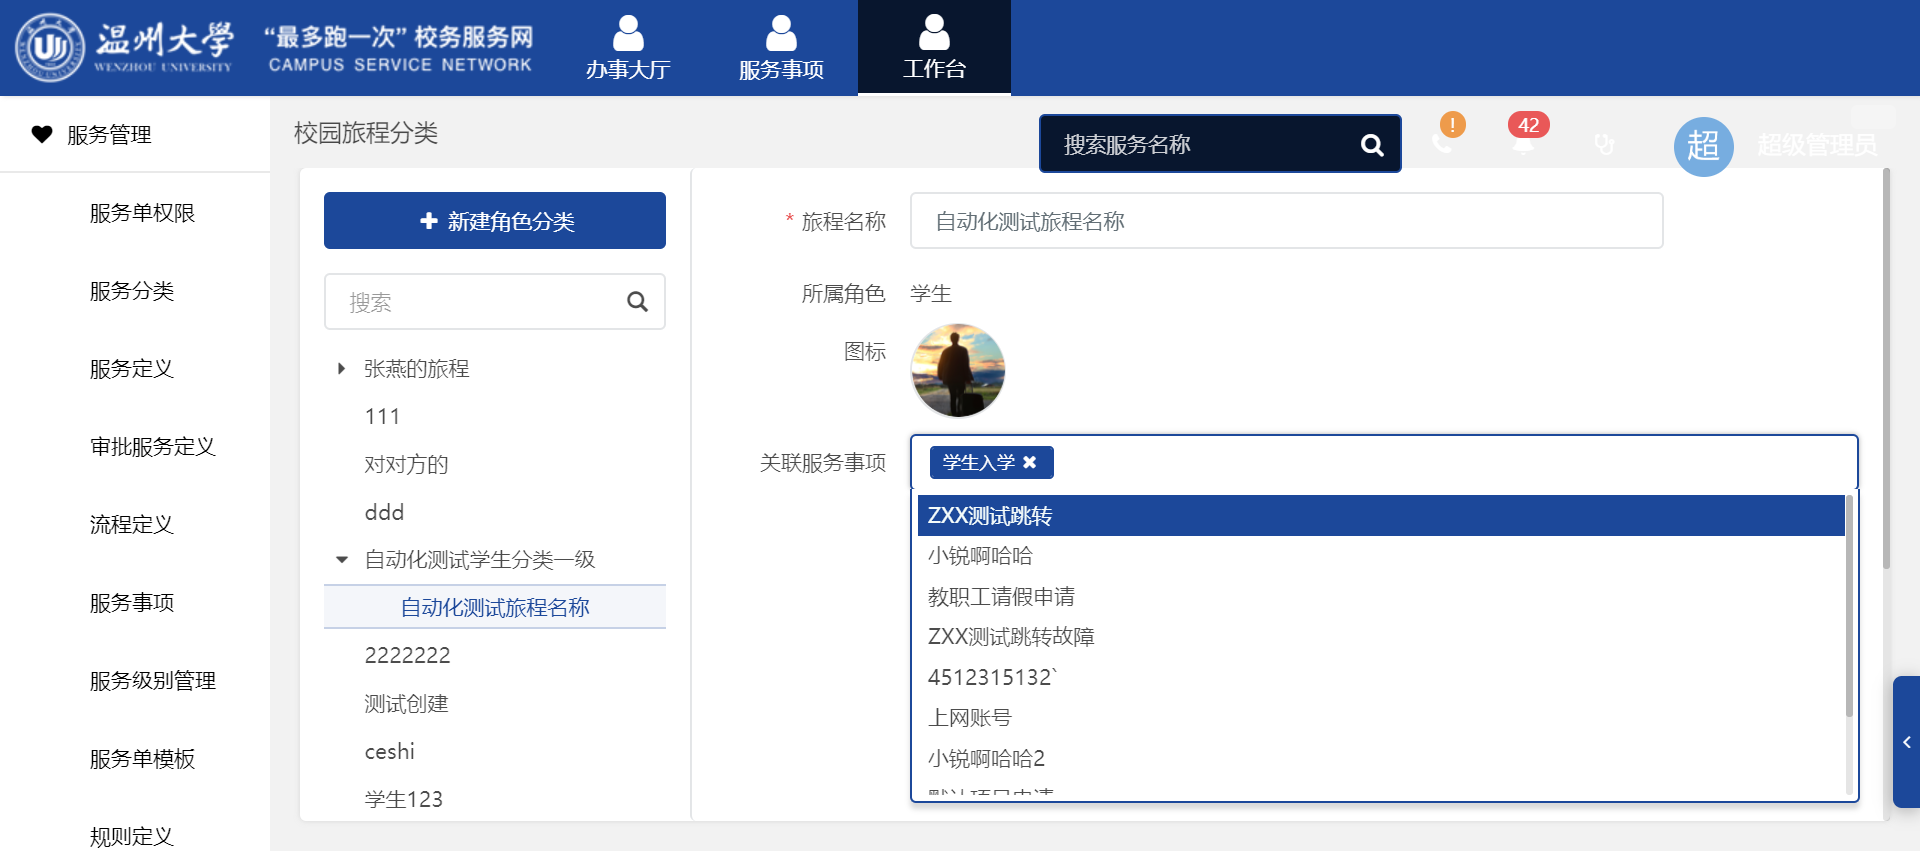 温州大学
WENZHOU UNIVERSITY
“最多跑一次” 校务服务网
CAMPUS SERVICE NETWORK
办事大厅
服务事项
工作台
服务管理
服务单权限
服务分类
服务定义
审批服务定义
流程定义
服务事项
服务级别管理
服务单模板
规则定义
校园旅程分类
搜索服务名称
!
42
超
超级管理员
新建角色分类
搜索
张燕的旅程
111
对对方的
ddd
自动化测试学生分类一级
自动化测试旅程名称
2222222
测试创建
ceshi
学生123
* 旅程名称
自动化测试旅程名称
所属角色 学生
图标
关联服务事项
学生入学 ✖
ZXX测试跳转
小锐啊哈哈
教职工请假申请
ZXX测试跳转故障
4512315132`
上网账号
小锐啊哈哈2